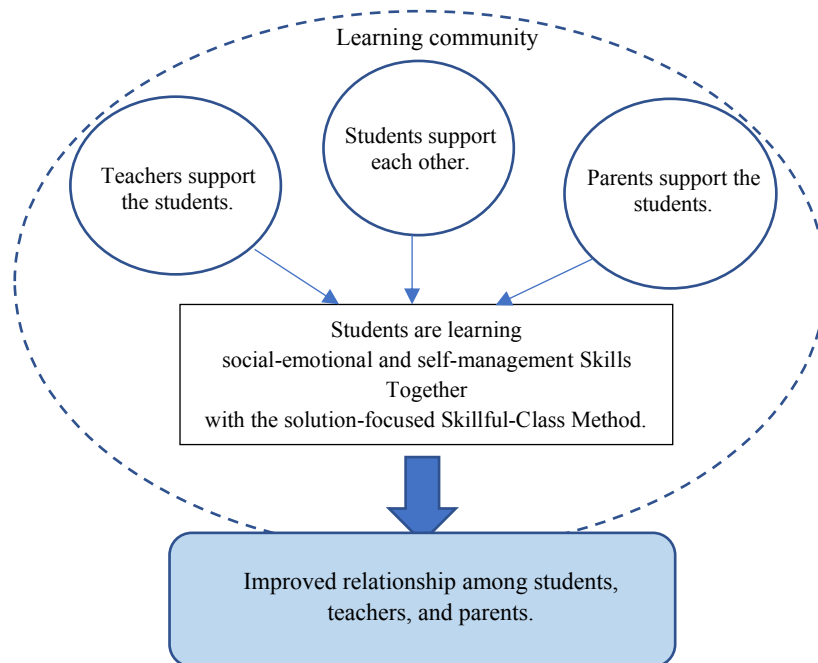 Learning community
Teachers support
the students.
Students support
each other.
Parents support the
students.
Students are learning
social-emotional and self-management Skills
Together
with the solution-focused Skillful-Class Method.
Improved relationship among students,
teachers, and parents.